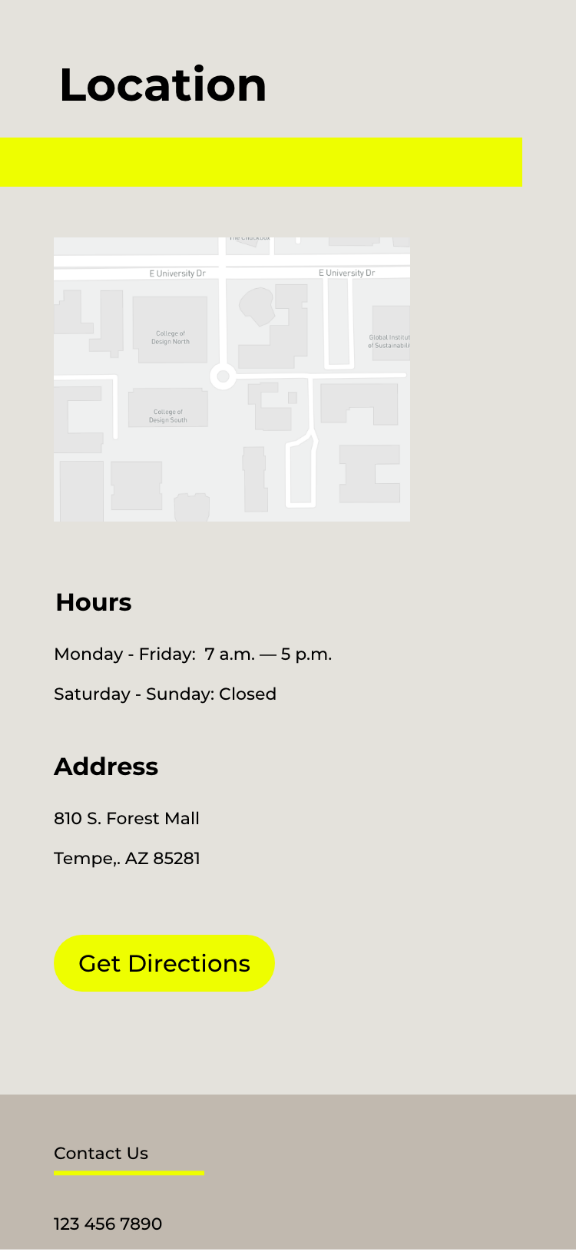 Location
E University Dr
E University Dr
College of
Design North
Global
College of
Design South
Hours
Monday - Friday:  7 a.m. — 5 p.m.
Saturday - Sunday: Closed
Address
810 S. Forest Mall
Tempe,. AZ 85281
Get Directions
Contact Us
123 456 7890